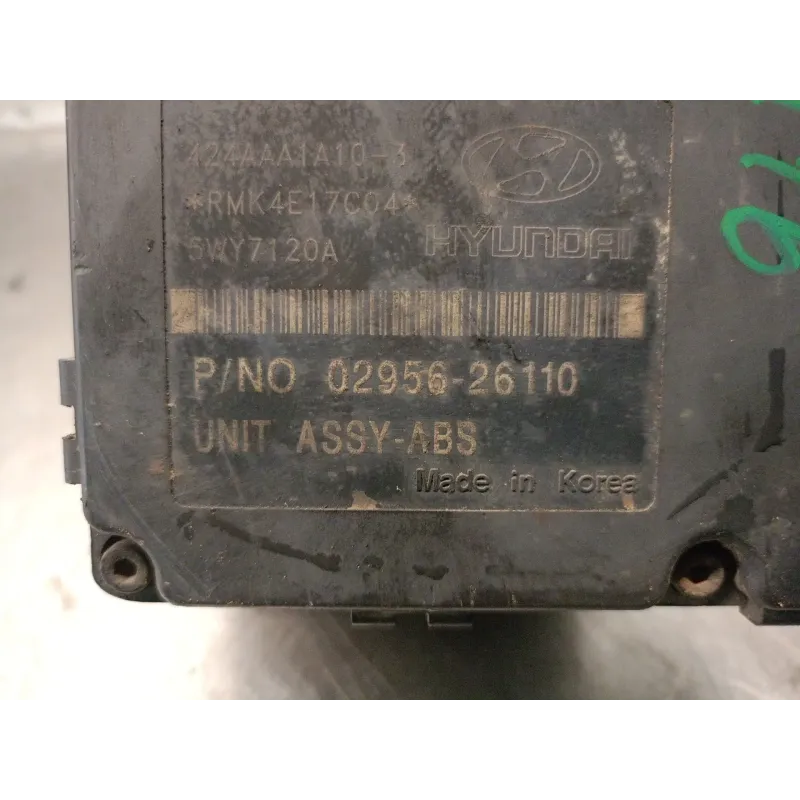 424AAA1A10-3
*RMK4E17C04*
5WY7120A
HYUNDAI
P/NO 02956-26110
UNIT ASSY-ABS
Made in Korea